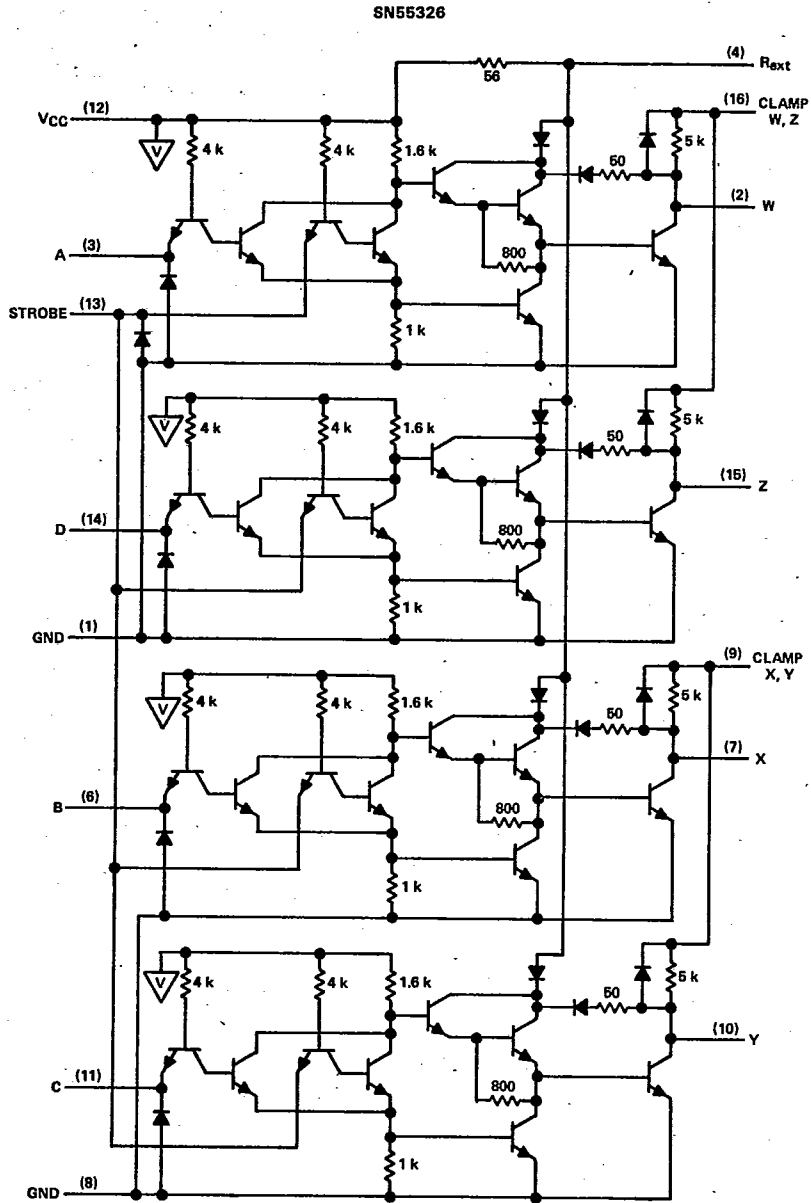 SN55326
(4) Rext
56
(16) CLAMP W, Z
VCC (12)
V
4 k
4 k
1.6 k
50
5 k
(2) W
A (3)
800
STROBE (13)
1 k
V
4 k
4 k
1.6 k
50
5 k
(15) Z
D (14)
800
1 k
GND (1)
(9) CLAMP X, Y
V
4 k
4 k
1.6 k
50
5 k
(7) X
B (6)
800
1 k
V
4 k
4 k
1.6 k
50
5 k
(10) Y
C (11)
800
1 k
GND (8)